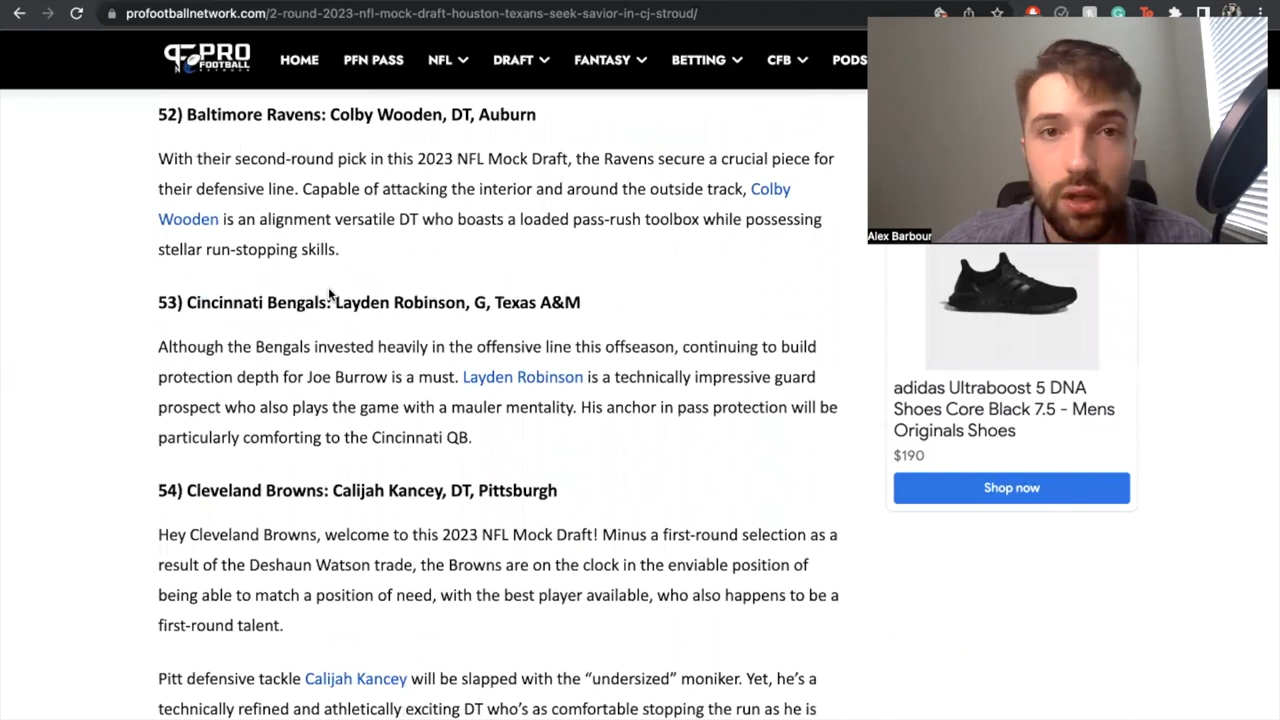 profootballnetwork.com/2-round-2023-nfl-mock-draft-houston-texans-seek-savior-in-cj-stroud/
PRO
FOOTBALL
NETWORK
HOME PFN PASS NFL DRAFT FANTASY BETTING CFB PODS
52) Baltimore Ravens: Colby Wooden, DT, Auburn
With their second-round pick in this 2023 NFL Mock Draft, the Ravens secure a crucial piece for
their defensive line. Capable of attacking the interior and around the outside track, Colby
Wooden is an alignment versatile DT who boasts a loaded pass-rush toolbox while possessing
stellar run-stopping skills.
53) Cincinnati Bengals: Layden Robinson, G, Texas A&M
Although the Bengals invested heavily in the offensive line this offseason, continuing to build
protection depth for Joe Burrow is a must. Layden Robinson is a technically impressive guard
prospect who also plays the game with a mauler mentality. His anchor in pass protection will be
particularly comforting to the Cincinnati QB.
54) Cleveland Browns: Calijah Kancey, DT, Pittsburgh
Hey Cleveland Browns, welcome to this 2023 NFL Mock Draft! Minus a first-round selection as a
result of the Deshaun Watson trade, the Browns are on the clock in the enviable position of
being able to match a position of need, with the best player available, who also happens to be a
first-round talent.
Pitt defensive tackle Calijah Kancey will be slapped with the “undersized” moniker. Yet, he’s a
technically refined and athletically exciting DT who’s as comfortable stopping the run as he is
Alex Barbour
adidas Ultraboost 5 DNA
Shoes Core Black 7.5 - Mens
Originals Shoes
$190
Shop now